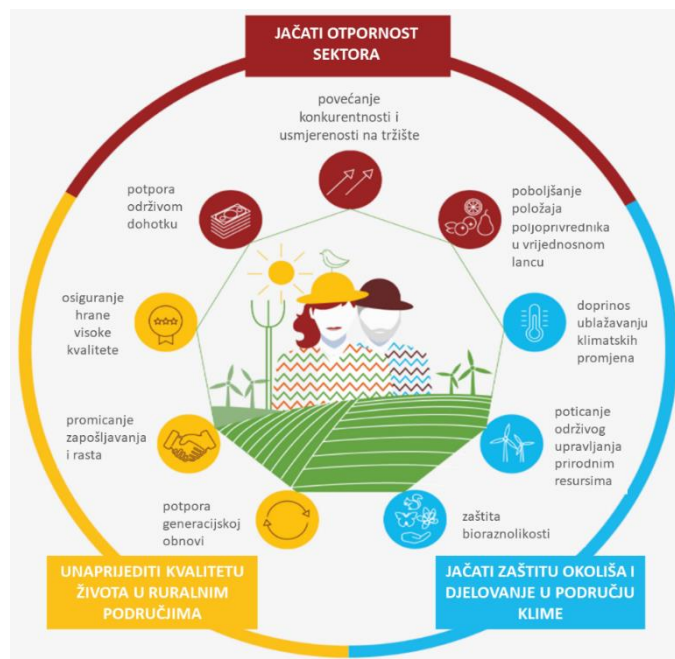 JAČATI OTPORNOST
SEKTORA
povećanje
konkurentnosti i
usmjerenosti na tržište
potpora
održivom
dohotku
poboljšanje
položaja
poljoprivrednika
u vrijednosnom
lancu
osiguranje
hrane
visoke
kvalitete
doprinos
ublažavanju
klimatskih
promjena
promicanje
zapošljavanja
i rasta
poticanje
održivog
upravljanja
prirodnim
resursima
potpora
generacijskoj
obnovi
zaštita
bioraznolikosti
UNAPRIJEDITI KVALITETU
ŽIVOTA U RURALNIM
PODRUČJIMA
JAČATI ZAŠTITU OKOLIŠA I
DJELOVANJE U PODRUČJU
KLIME